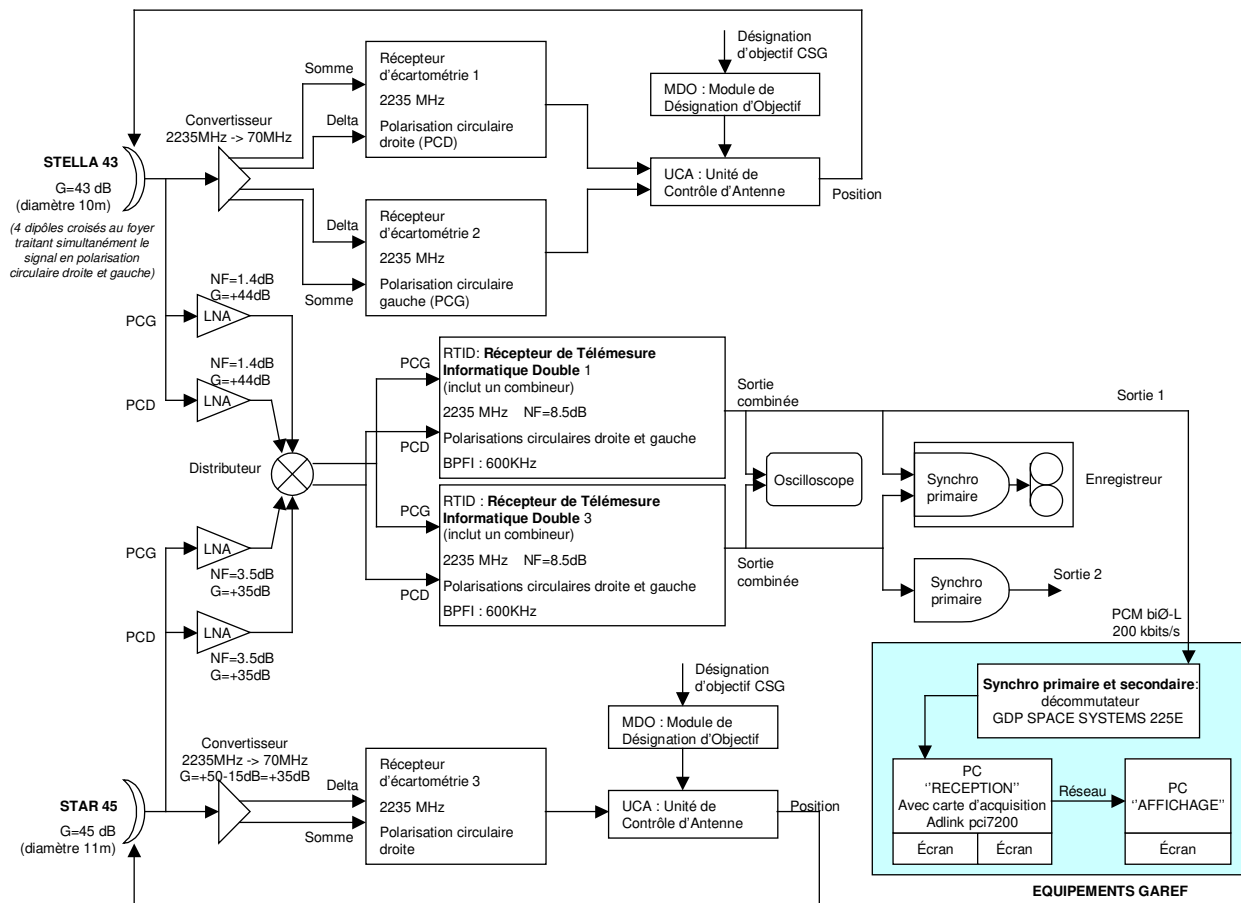 Désignation
d'objectif CSG
Récepteur
d'écartométrie 1
2235 MHz
Polarisation circulaire
droite (PCD)
Somme
Delta
MDO : Module de
Désignation d'Objectif
Convertisseur
2235MHz -> 70MHz
STELLA 43
G=43 dB
(diamètre 10m)
(4 dipôles croisés au foyer
traitant simultanément le
signal en polarisation
circulaire droite et gauche)
UCA : Unité de
Contrôle d'Antenne
Position
Récepteur
d'écartométrie 2
2235 MHz
Polarisation circulaire
gauche (PCG)
Delta
Somme
NF=1.4dB
G=+44dB
LNA
PCG
NF=1.4dB
G=+44dB
LNA
PCD
Distributeur
PCG
PCD
RTID: Récepteur de Télémesure
Informatique Double 1
(inclut un combineur)
2235 MHz NF=8.5dB
Polarisations circulaires droite et gauche
BPFI : 600KHz
Sortie
combinée
Sortie 1
Oscilloscope
Synchro
primaire
Enregistreur
PCG
PCD
RTID : Récepteur de Télémesure
Informatique Double 3
(inclut un combineur)
2235 MHz NF=8.5dB
Polarisations circulaires droite et gauche
BPFI : 600KHz
Sortie
combinée
Synchro
primaire
Sortie 2
PCG
LNA
NF=3.5dB
G=+35dB
PCD
LNA
NF=3.5dB
G=+35dB
PCM biØ-L
200 kbits/s
Synchro primaire et secondaire:
décommutateur
GDP SPACE SYSTEMS 225E
Désignation
d'objectif CSG
MDO : Module de
Désignation d'Objectif
Convertisseur
2235MHz -> 70MHz
G=+50-15dB=+35dB
Delta
Somme
Récepteur
d'écartométrie 3
2235 MHz
Polarisation circulaire
droite
UCA : Unité de
Contrôle d'Antenne
Position
STAR 45
G=45 dB
(diamètre 11m)
PC
''RECEPTION''
Avec carte d'acquisition
Adlink pci7200
Écran
Écran
Réseau
PC
''AFFICHAGE''
Écran
EQUIPEMENTS GAREF